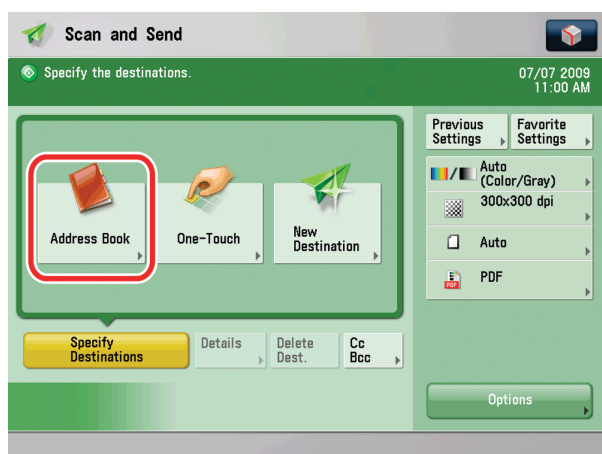 Scan and Send
Specify the destinations.
07/07 2009
11:00 AM
Previous
Settings
Favorite
Settings
Auto
(Color/Gray)
300x300 dpi
Auto
PDF
PDF
Address Book
One-Touch
New
Destination
Specify
Destinations
Details
Delete
Dest.
Cc
Bcc
Options